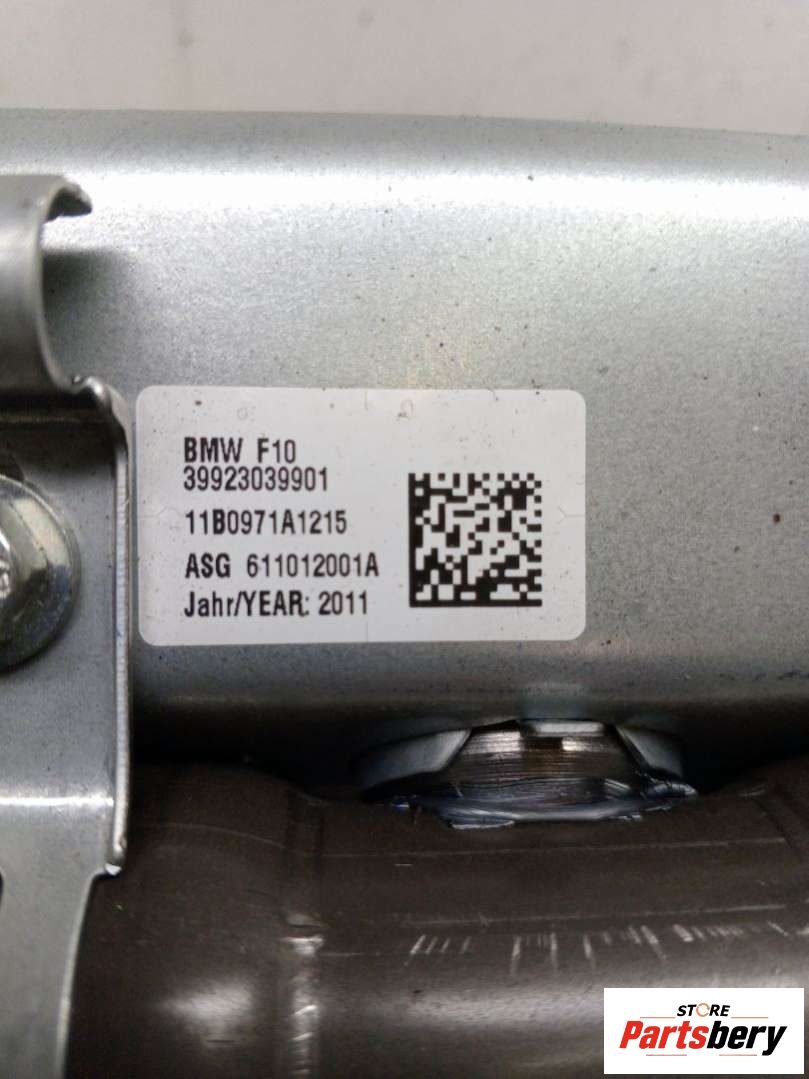 BMW F10
39923039901
11B0971A1215
ASG 611012001A
Jahr/YEAR: 2011
STORE
Partsbery